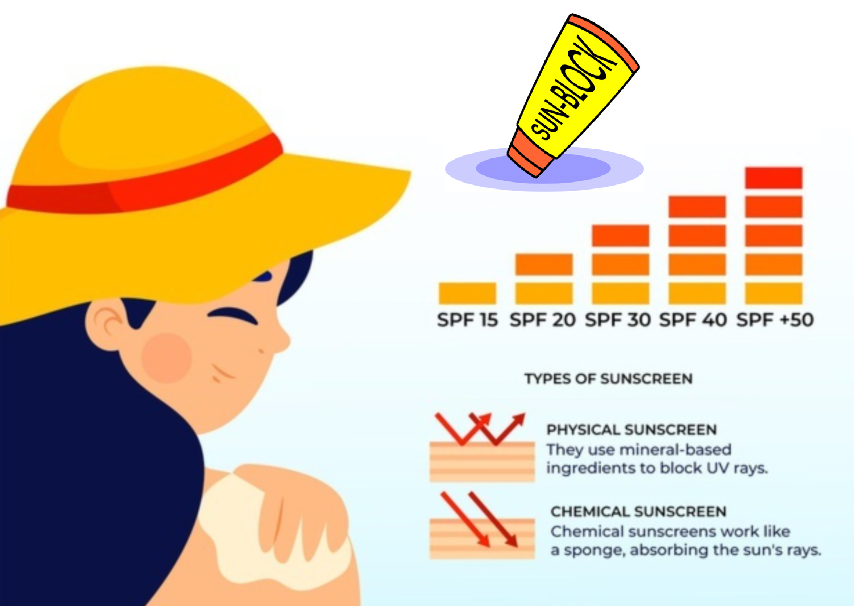 SUN-BLOCK
SPF 15 SPF 20 SPF 30 SPF 40 SPF +50
TYPES OF SUNSCREEN
PHYSICAL SUNSCREEN
They use mineral-based
ingredients to block UV rays.
CHEMICAL SUNSCREEN
Chemical sunscreens work like
a sponge, absorbing the sun's rays.